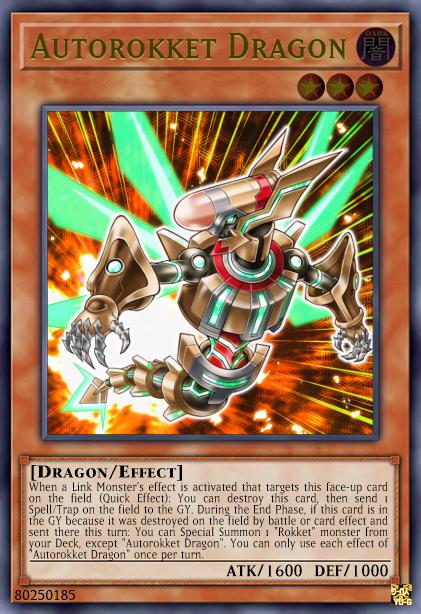 AUTOROKKET DRAGON
DARK
闇
[DRAGON/EFFECT]
When a Link Monster's effect is activated that targets this face-up card
on the field (Quick Effect): You can destroy this card, then send 1
Spell/Trap on the field to the GY. During the End Phase, if this card is in
the GY because it was destroyed on the field by battle or card effect and
sent there this turn: You can Special Summon 1 "Rokket" monster from
your Deck, except "Autorokket Dragon". You can only use each effect of
"Autorokket Dragon" once per turn.
ATK/1600 DEF/1000
80250185